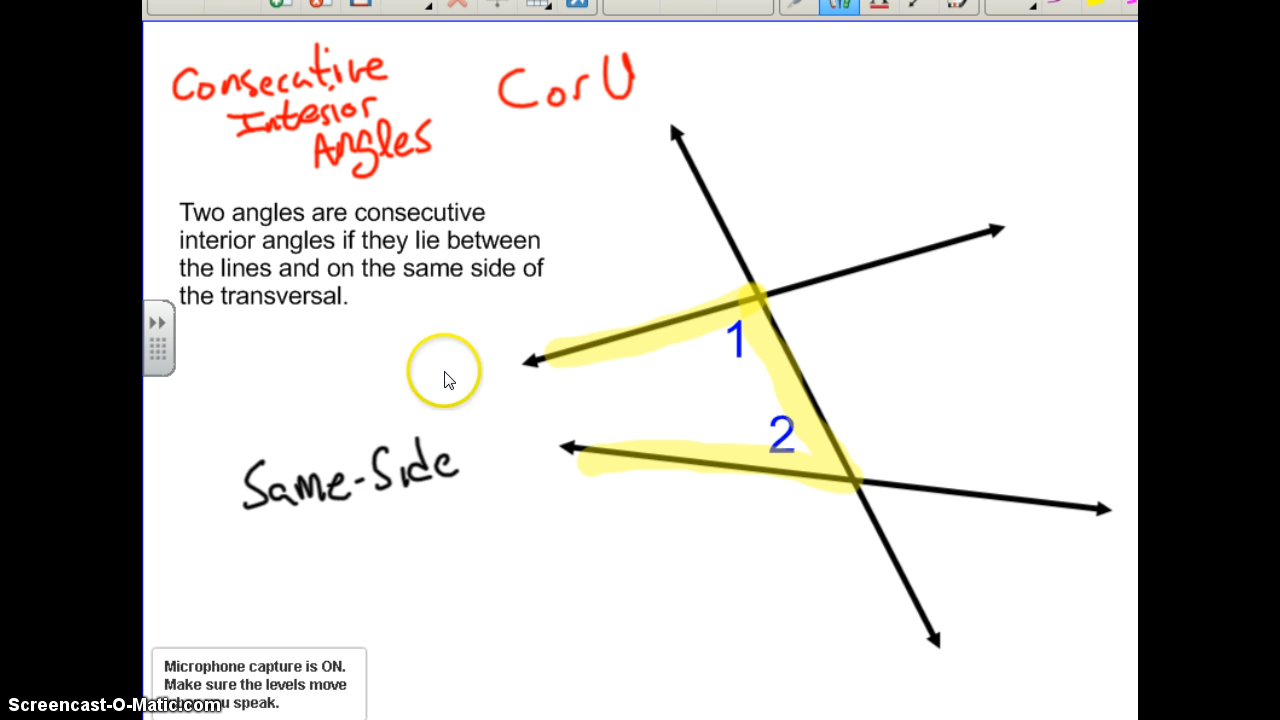 Consecutive
Interior
Angles
C or U
Two angles are consecutive
interior angles if they lie between
the lines and on the same side of
the transversal.
1
2
Same-Side
Microphone capture is ON.
Make sure the levels move
you speak.
Screencast-O-Matic.com